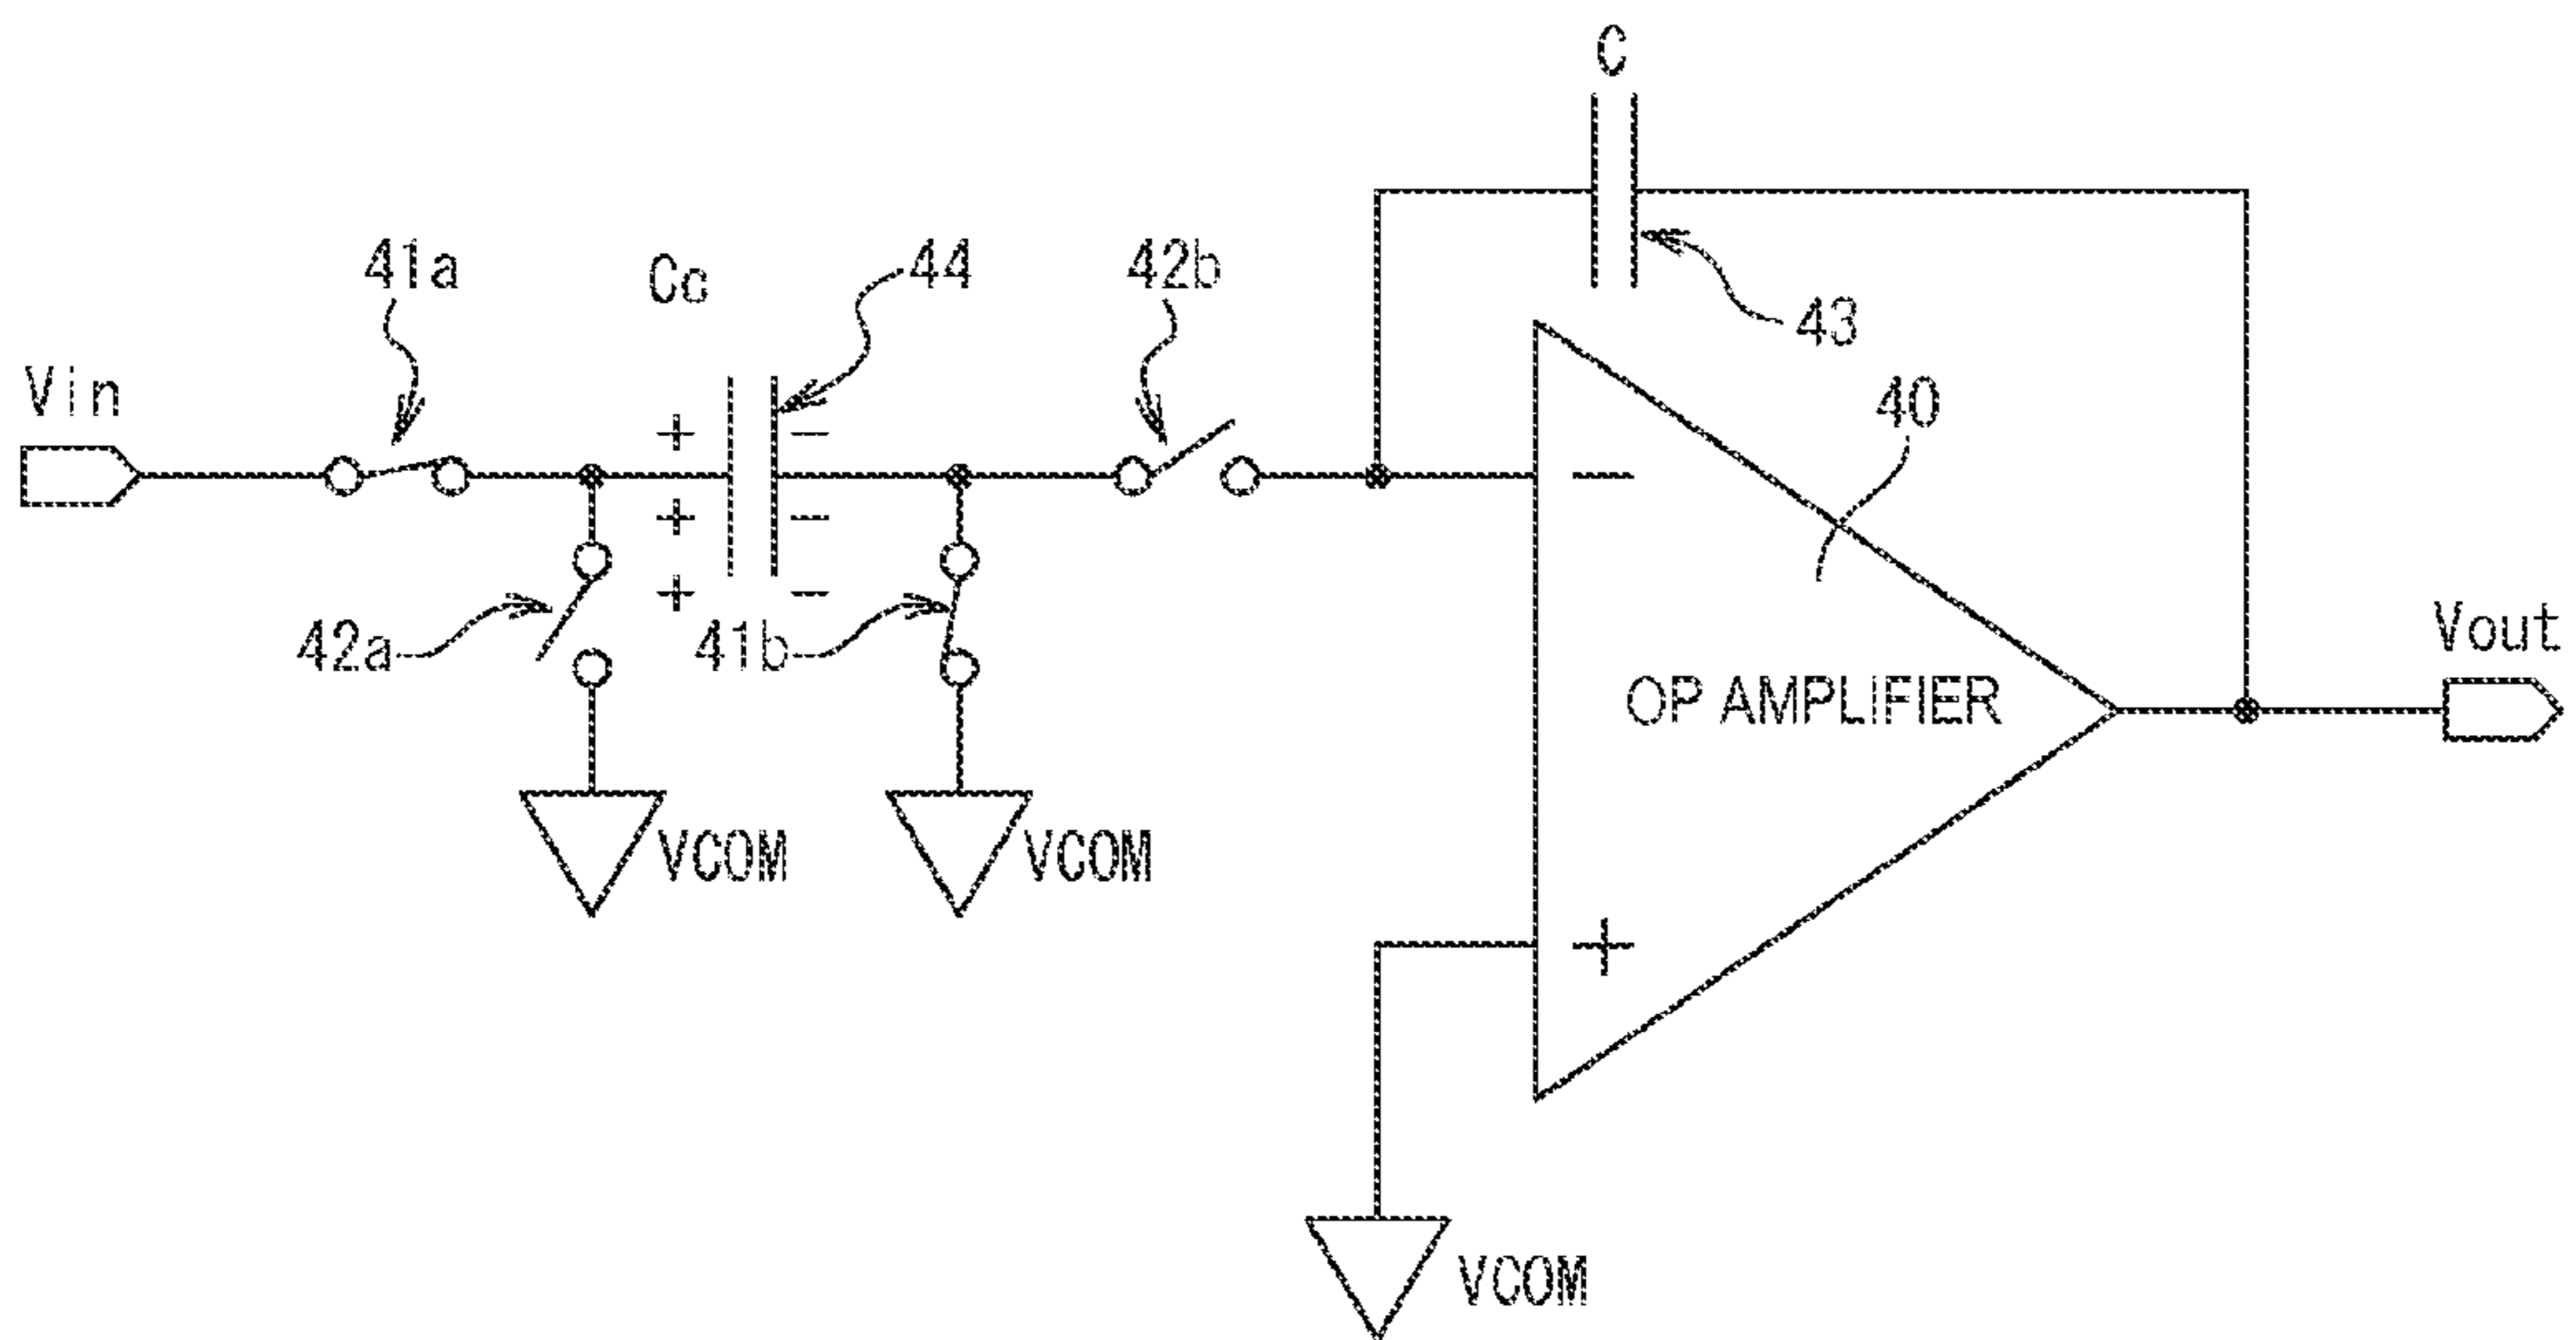 C
41a
Cc
44
42b
43
Vin
40
+ −
−
+ −
+ −
42a
41b
Vout
OP AMPLIFIER
VCOM
VCOM
+
VCOM